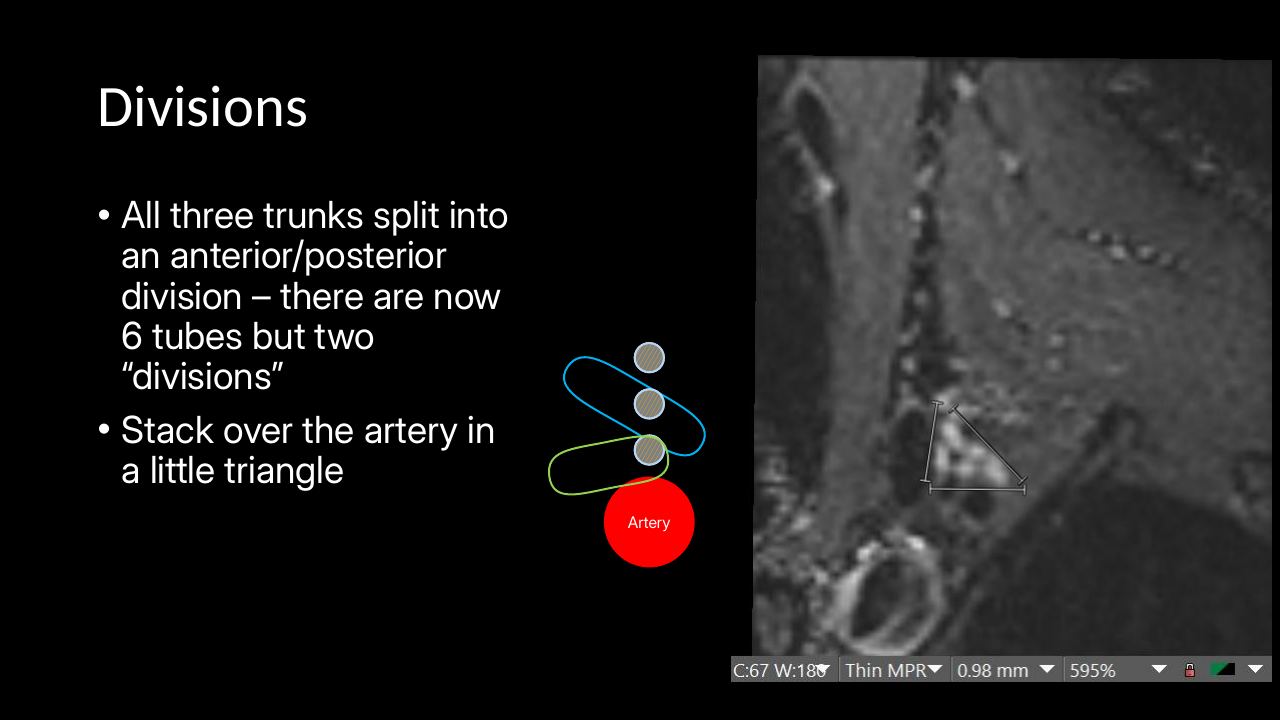 Divisions
• All three trunks split into
an anterior/posterior
division – there are now
6 tubes but two
“divisions”
• Stack over the artery in
a little triangle
Artery
C:67 W:186 Thin MPR 0.98 mm 595%